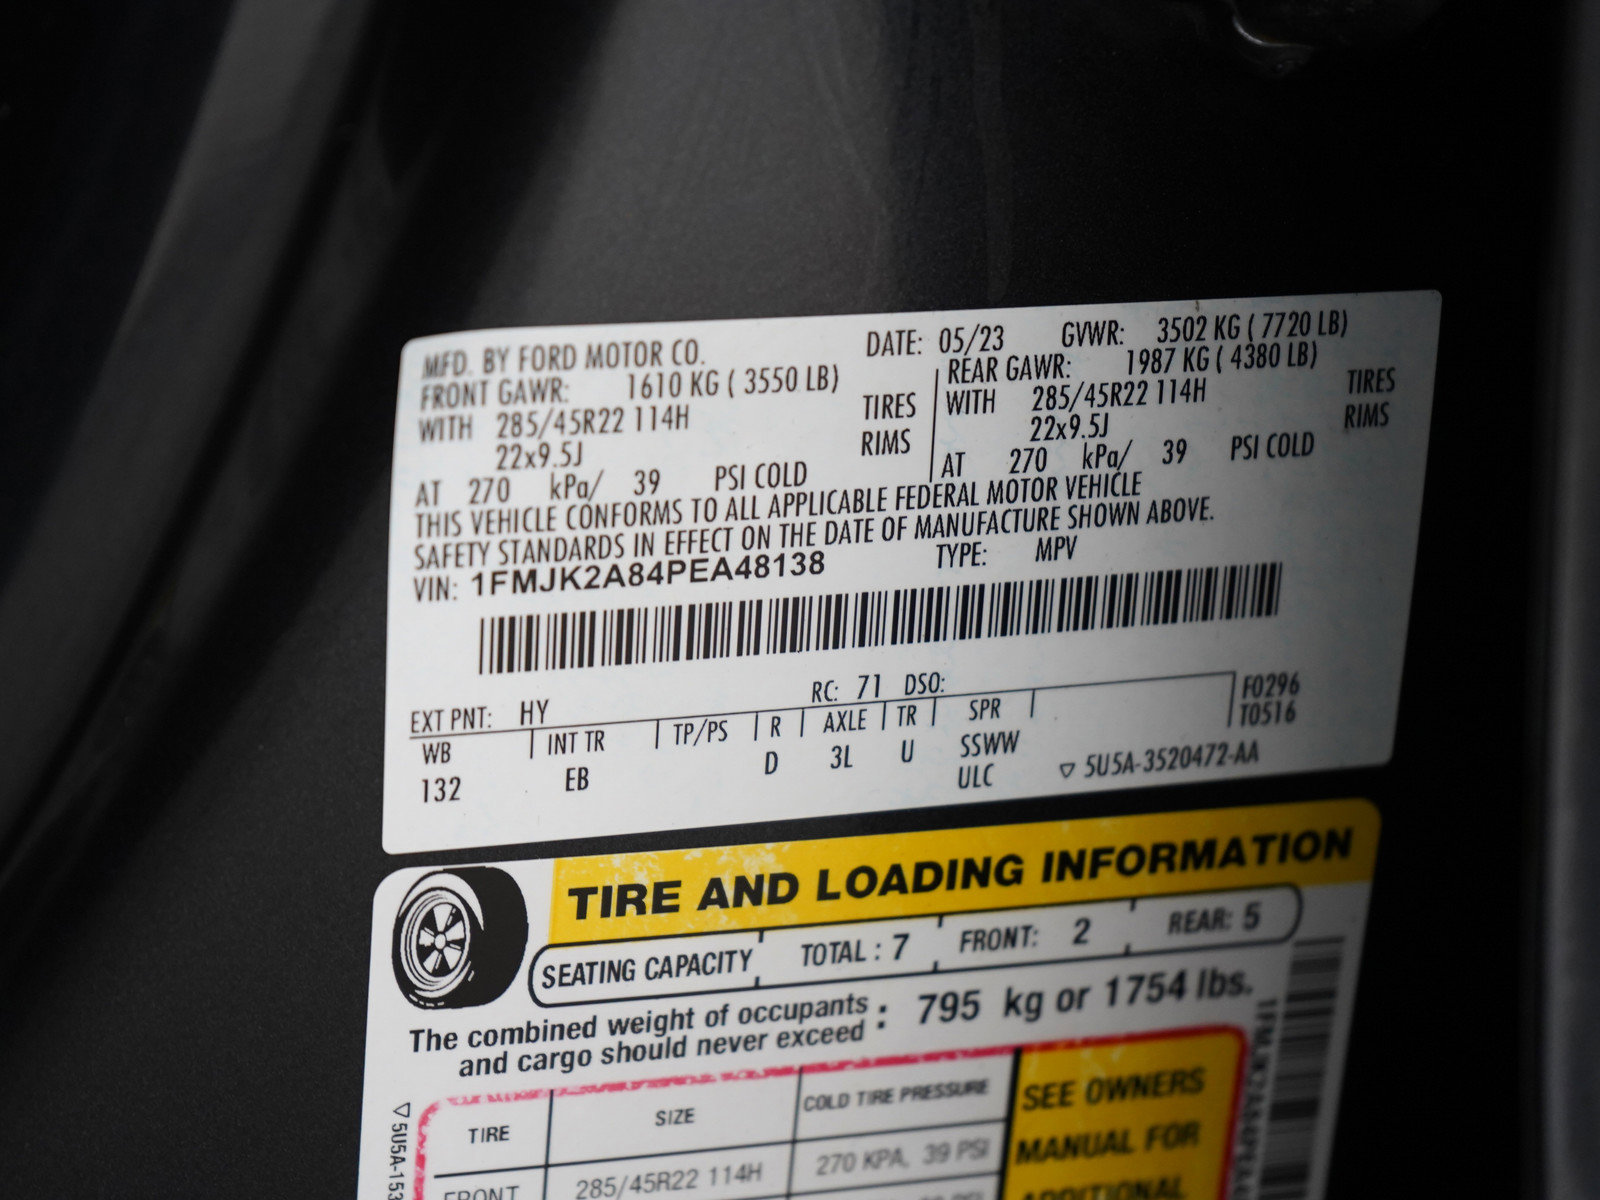 MFD. BY FORD MOTOR CO. DATE: 05/23 GVWR: 3502 KG ( 7720 LB)
FRONT GAWR: 1610 KG ( 3550 LB) REAR GAWR: 1987 KG ( 4380 LB)
WITH 285/45R22 114H TIRES WITH 285/45R22 114H TIRES
22x9.5J RIMS 22x9.5J RIMS
AT 270 kPa/ 39 PSI COLD AT 270 kPa/ 39 PSI COLD
THIS VEHICLE CONFORMS TO ALL APPLICABLE FEDERAL MOTOR VEHICLE
SAFETY STANDARDS IN EFFECT ON THE DATE OF MANUFACTURE SHOWN ABOVE.
VIN: 1FMJK2A84PEA48138 TYPE: MPV
EXT PNT: HY RC: 71 DSO: F0296
WB INT TR TP/PS R AXLE TR SPR T0516
132 EB D 3L U SSWW
ULC 5U5A-3520472-AA
TIRE AND LOADING INFORMATION
SEATING CAPACITY TOTAL : 7 FRONT: 2 REAR: 5
The combined weight of occupants
and cargo should never exceed : 795 kg or 1754 lbs.
TIRE SIZE COLD TIRE PRESSURE SEE OWNERS
FRONT 285/45R22 114H 270 KPA, 39 PSI MANUAL FOR
ADDITIONAL
5U5A-153